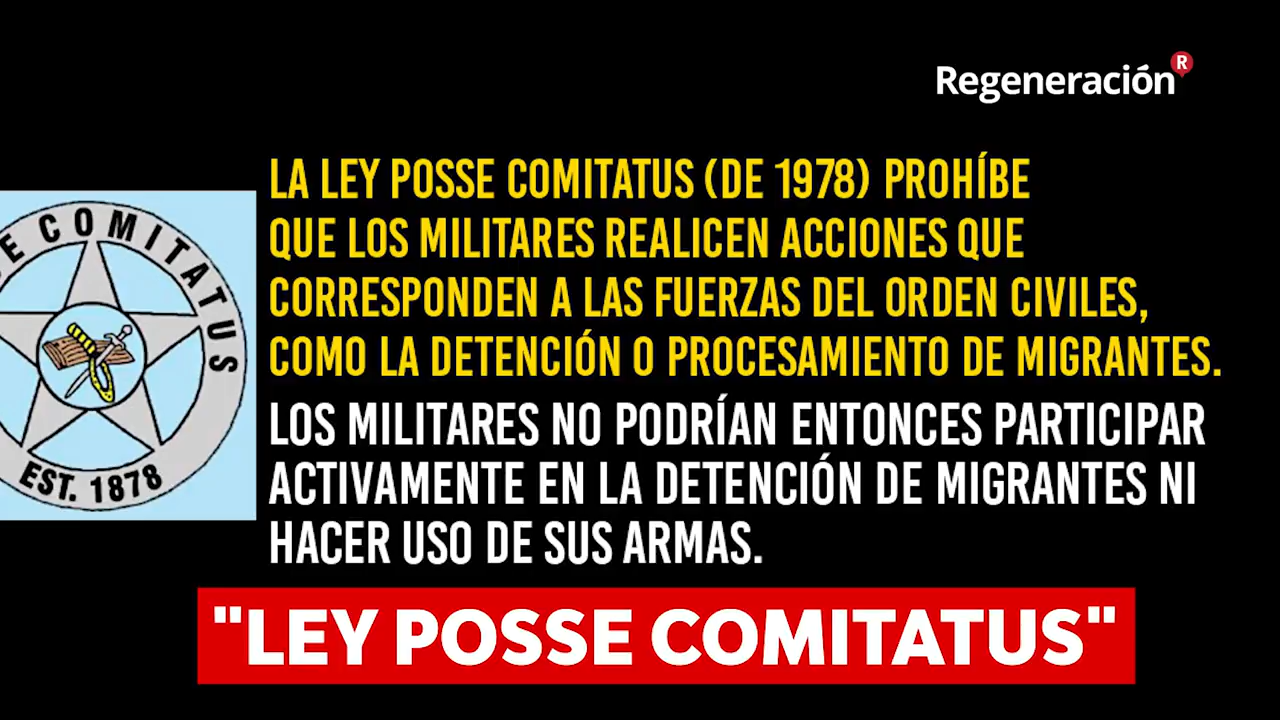 Regeneración
R
LA LEY POSSE COMITATUS (DE 1978) PROHÍBE
QUE LOS MILITARES REALICEN ACCIONES QUE
CORRESPONDEN A LAS FUERZAS DEL ORDEN CIVILES,
COMO LA DETENCIÓN O PROCESAMIENTO DE MIGRANTES.
LOS MILITARES NO PODRÍAN ENTONCES PARTICIPAR
ACTIVAMENTE EN LA DETENCIÓN DE MIGRANTES NI
HACER USO DE SUS ARMAS.
E COMITATUS
EST. 1878
"LEY POSSE COMITATUS"